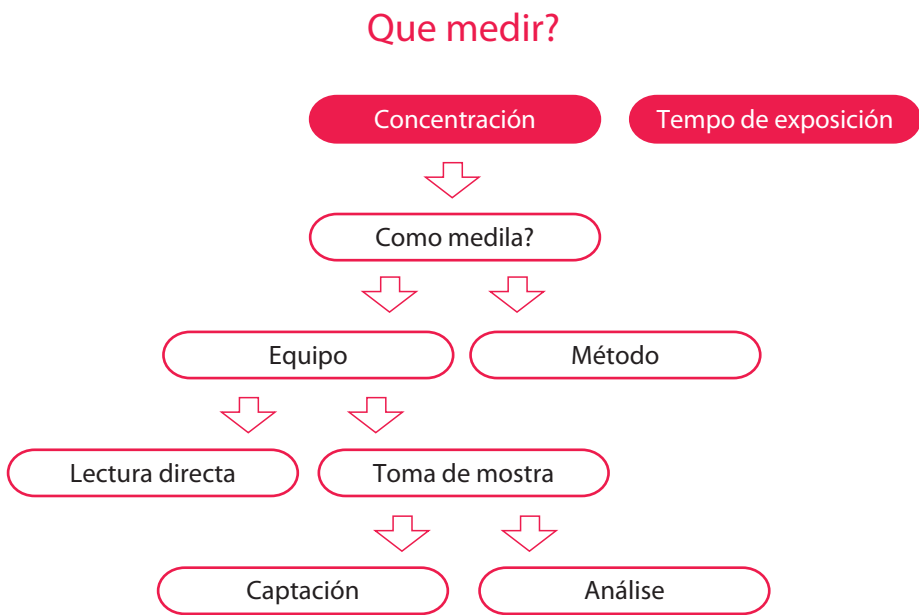 Que medir?
Concentración
Tempo de exposición
Como medila?
Equipo
Método
Lectura directa
Toma de mostra
Captación
Análise